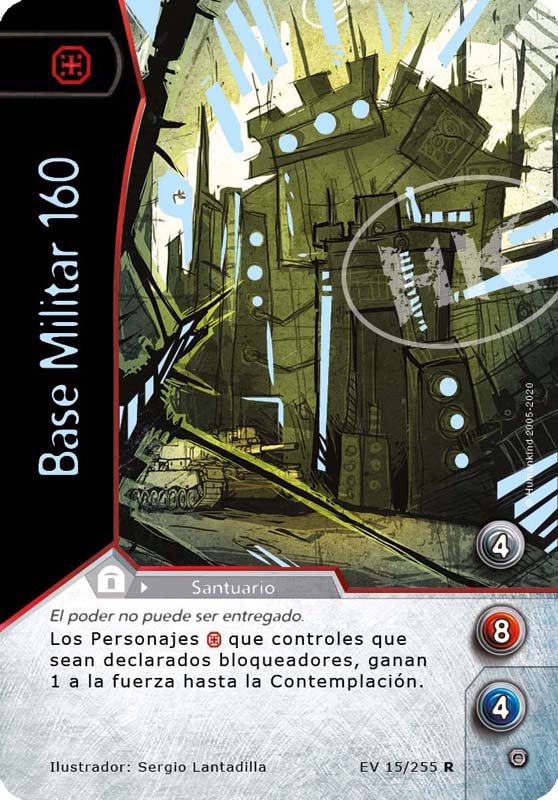 Base Militar 160
HK
Humankind 2005-2020
4
Santuario
El poder no puede ser entregado.
8
Los Personajes que controles que
sean declarados bloqueadores, ganan
1 a la fuerza hasta la Contemplación.
4
Ilustrador: Sergio Lantadilla
EV 15/255 R